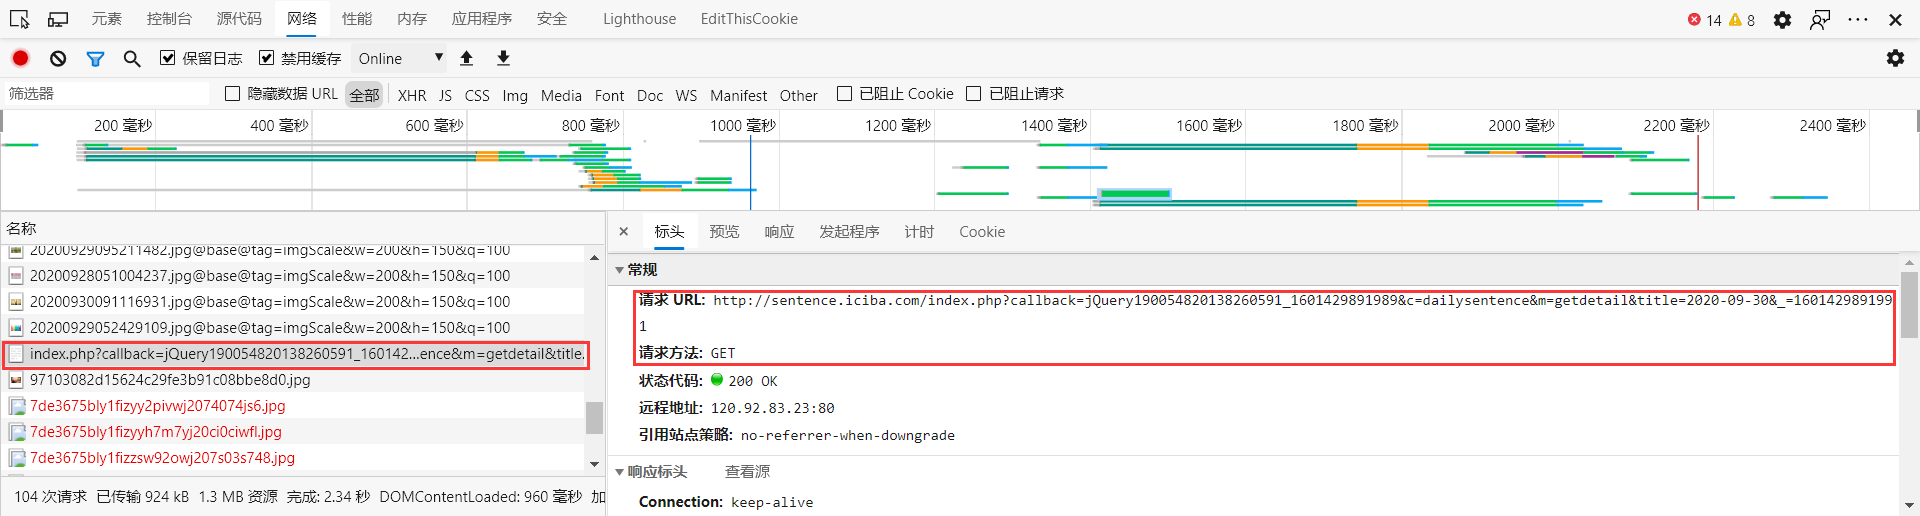 元素 控制台 源代码 网络 性能 内存 应用程序 安全 Lighthouse EditThisCookie 14 8
保留日志 禁用缓存 Online
筛选器 隐藏数据 URL 全部 XHR JS CSS Img Media Font Doc WS Manifest Other 已阻止 Cookie 已阻止请求
200 毫秒 400 毫秒 600 毫秒 800 毫秒 1000 毫秒 1200 毫秒 1400 毫秒 1600 毫秒 1800 毫秒 2000 毫秒 2200 毫秒 2400 毫秒
名称
20200929095211482.jpg@base@tag=imgScale&w=200&h=150&q=100
20200928051004237.jpg@base@tag=imgScale&w=200&h=150&q=100
20200930091116931.jpg@base@tag=imgScale&w=200&h=150&q=100
20200929052429109.jpg@base@tag=imgScale&w=200&h=150&q=100
index.php?callback=jQuery190054820138260591_160142...ence&m=getdetail&title.
97103082d15624c29fe3b91c08bbe8d0.jpg
7de3675bly1fizyy2pivwj2074074js6.jpg
7de3675bly1fizyyh7m7yj20ci0ciwfl.jpg
7de3675bly1fizzsw92owj207s03s748.jpg
104 次请求 已传输 924 kB 1.3 MB 资源 完成: 2.34 秒 DOMContentLoaded: 960 毫秒 加
× 标头 预览 响应 发起程序 计时 Cookie
常规
请求 URL: http://sentence.iciba.com/index.php?callback=jQuery190054820138260591_1601429891989&c=dailysentence&m=getdetail&title=2020-09-30&_=160142989199
1
请求方法: GET
状态代码: 200 OK
远程地址: 120.92.83.23:80
引用站点策略: no-referrer-when-downgrade
响应标头 查看源
Connection: keep-alive